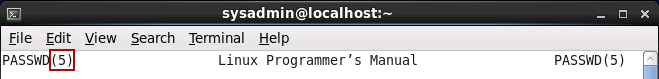 sysadmin@localhost:~
File Edit View Search Terminal Help
PASSWD(5) Linux Programmer’s Manual PASSWD(5)